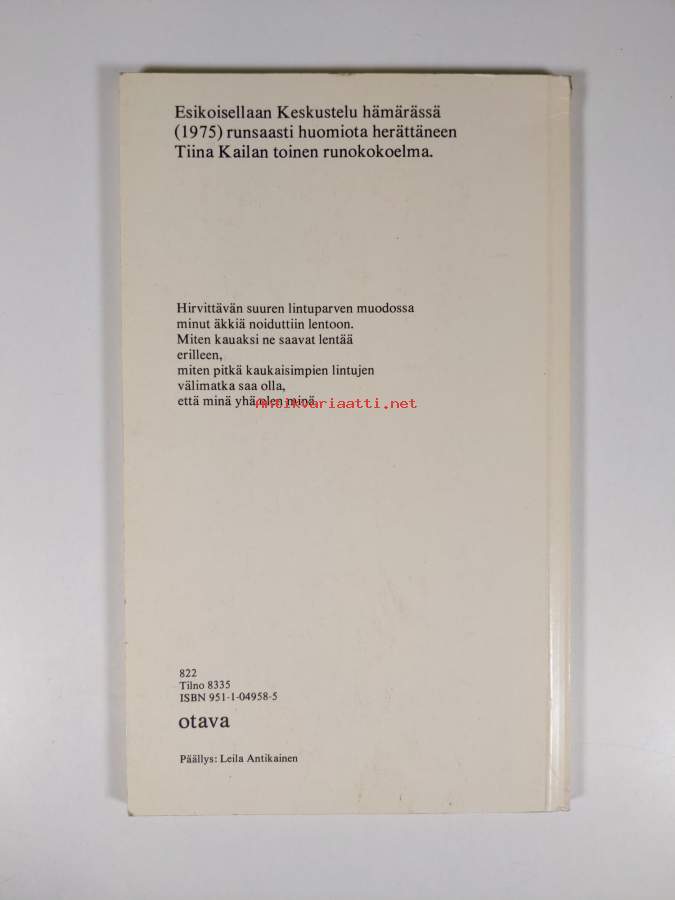 Esikoisellaan Keskustelu hämärässä
(1975) runsaasti huomiota herättäneen
Tiina Kailan toinen runokokoelma.
Hirvittävän suuren lintuparven muodossa
minut äkkiä noiduttiin lentoon.
Miten kauaksi ne saavat lentää
erilleen,
miten pitkä kaukaisimpien lintujen
välimatka saa olla,
että minä yhä olen minä
Antikvariaatti.net
822
Tilno 8335
ISBN 951-1-04958-5
otava
Päällys: Leila Antikainen